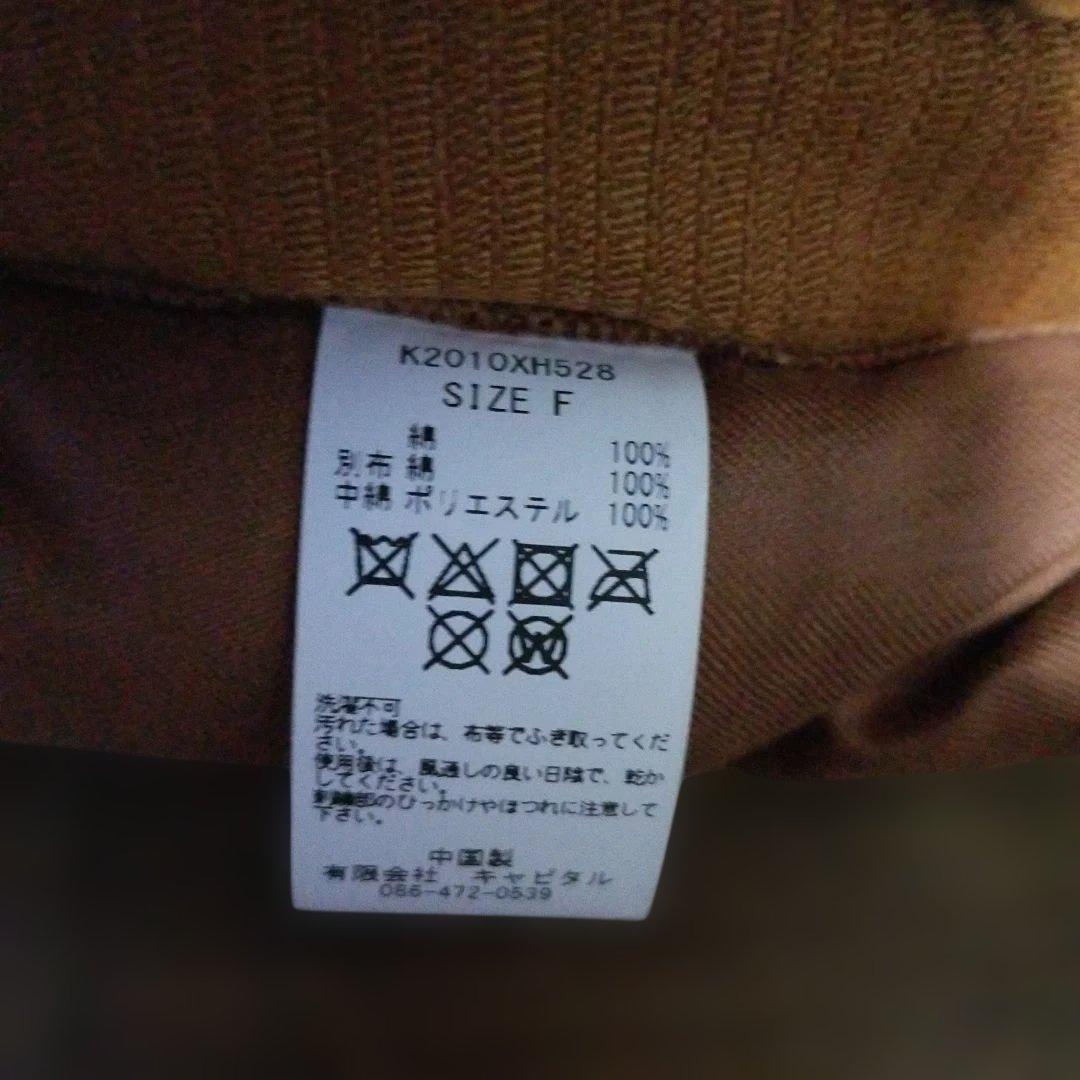 K2010XH528
SIZE F
綿 100%
別布 綿 100%
中綿 ポリエステル 100%
W
洗濯不可
汚れた場合は、布等でふき取ってくだ
さい。
使用後は、風通しの良い日陰で、乾か
してください。
刺繍部のひっかけやほつれに注意して
下さい。
中国製
有限会社 キャピタル
086-472-0539